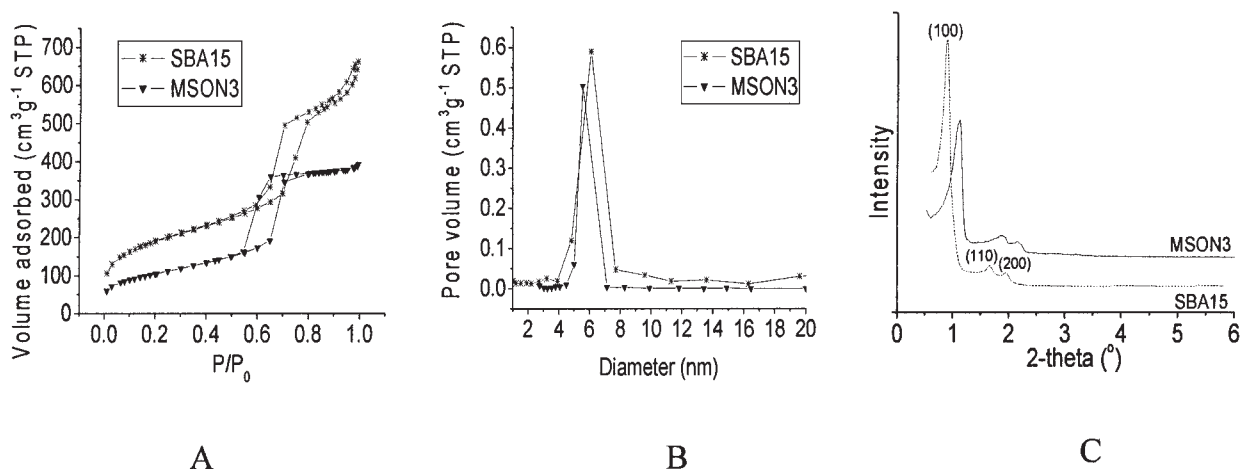 SBA15
MSON3
Volume adsorbed (cm³g⁻¹ STP)
700
600
500
400
300
200
100
0
0.0 0.2 0.4 0.6 0.8 1.0
P/P₀
A
SBA15
MSON3
Pore volume (cm³g⁻¹ STP)
0.6
0.5
0.4
0.3
0.2
0.1
0.0
2 4 6 8 10 12 14 16 18 20
Diameter (nm)
B
(100)
Intensity
MSON3
(110) (200)
SBA15
0 1 2 3 4 5 6
2-theta (°)
C